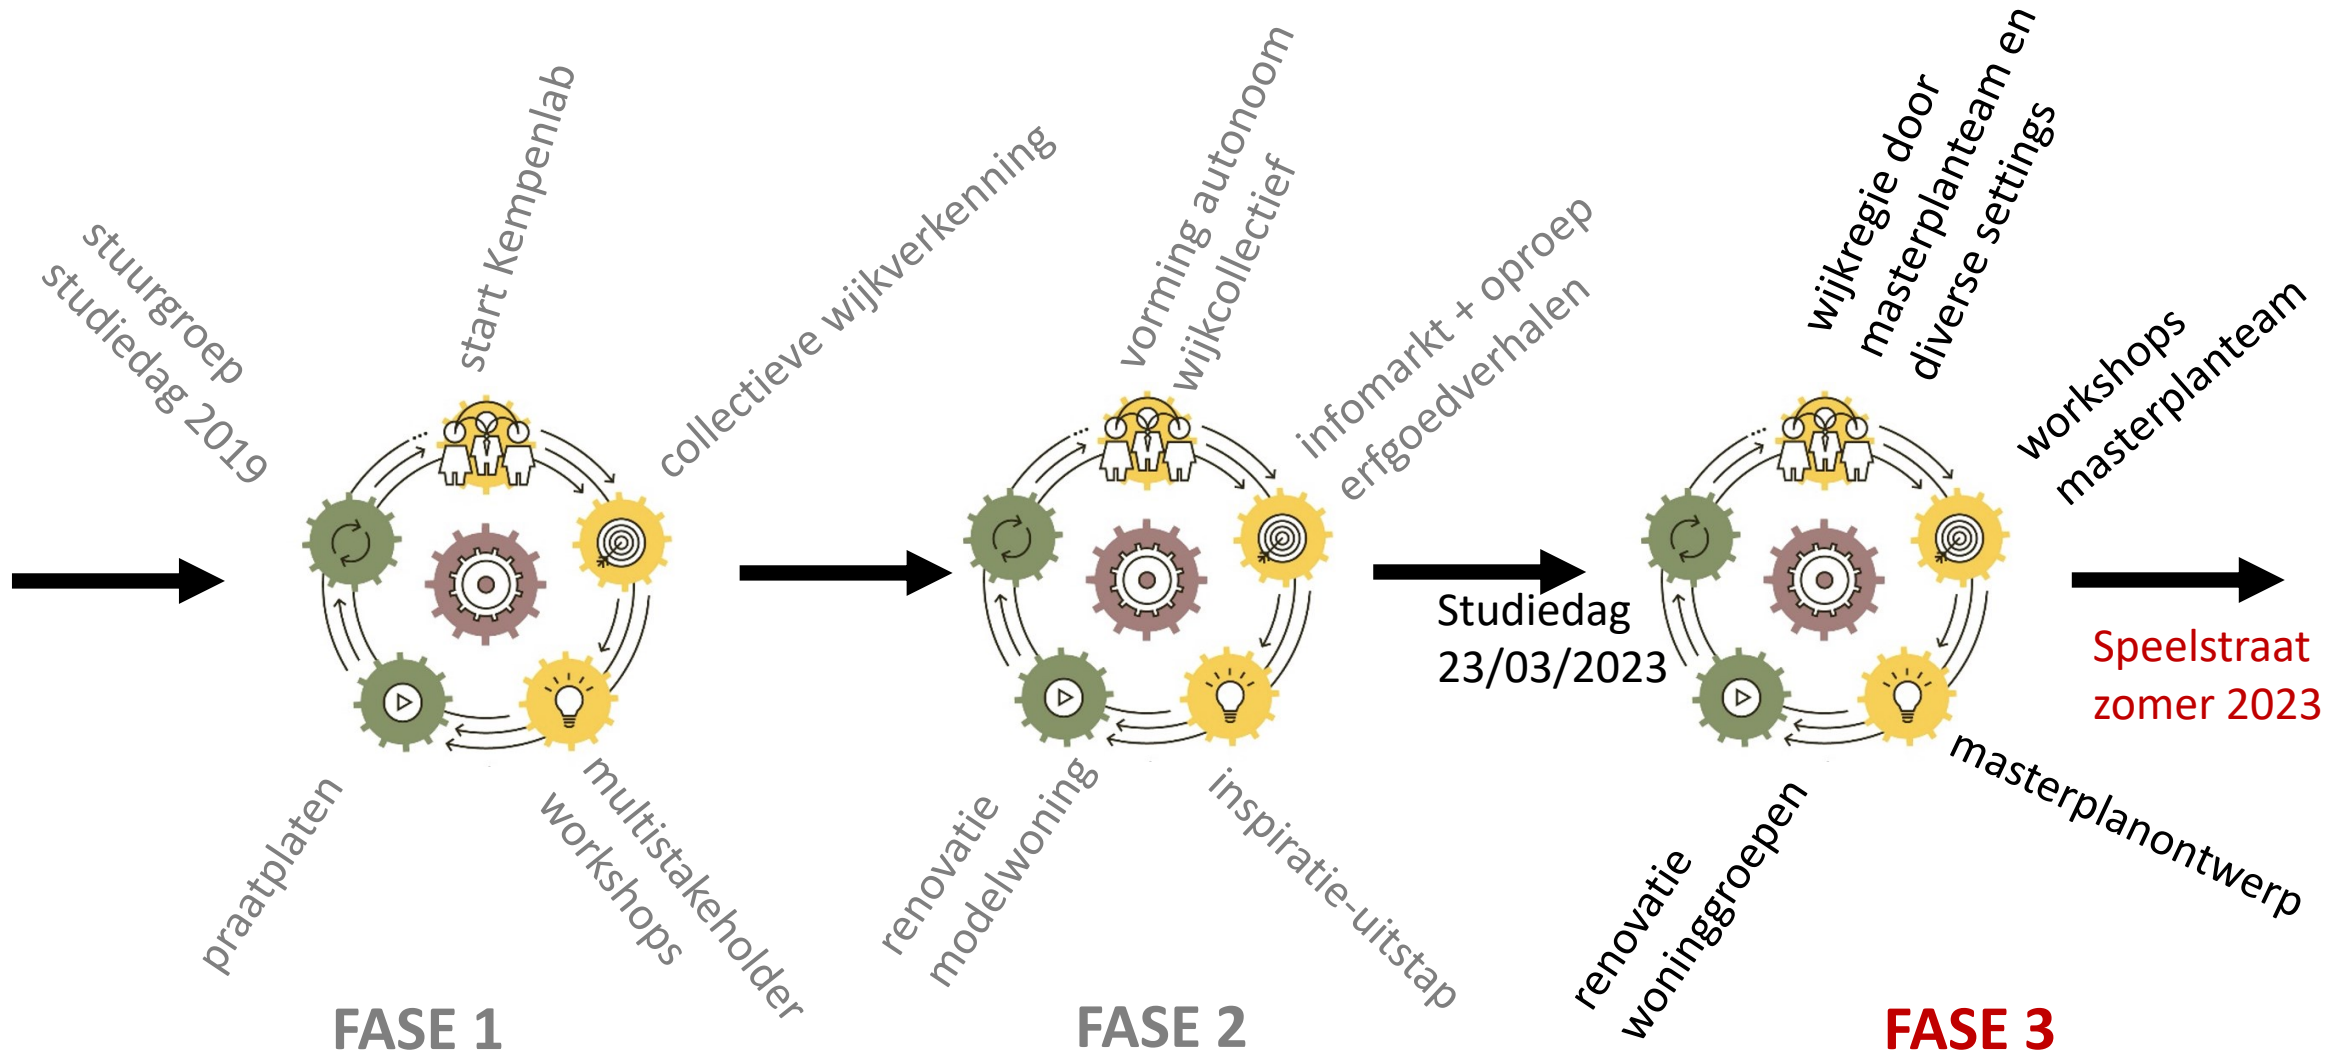 stuurgroep
studiedag 2019
start Kempenlab
collectieve wijkverkenning
multistakeholder
workshops
praatplaten
FASE 1
vorming autonoom
wijkcollectief
infomarkt + oproep
erfgoedverhalen
inspiratie-uitstap
renovatie
modelwoning
FASE 2
Studiedag
23/03/2023
wijkregie door
masterplanteam en
diverse settings
workshops
masterplanteam
masterplanontwerp
renovatie
woninggroepen
FASE 3
Speelstraat
zomer 2023